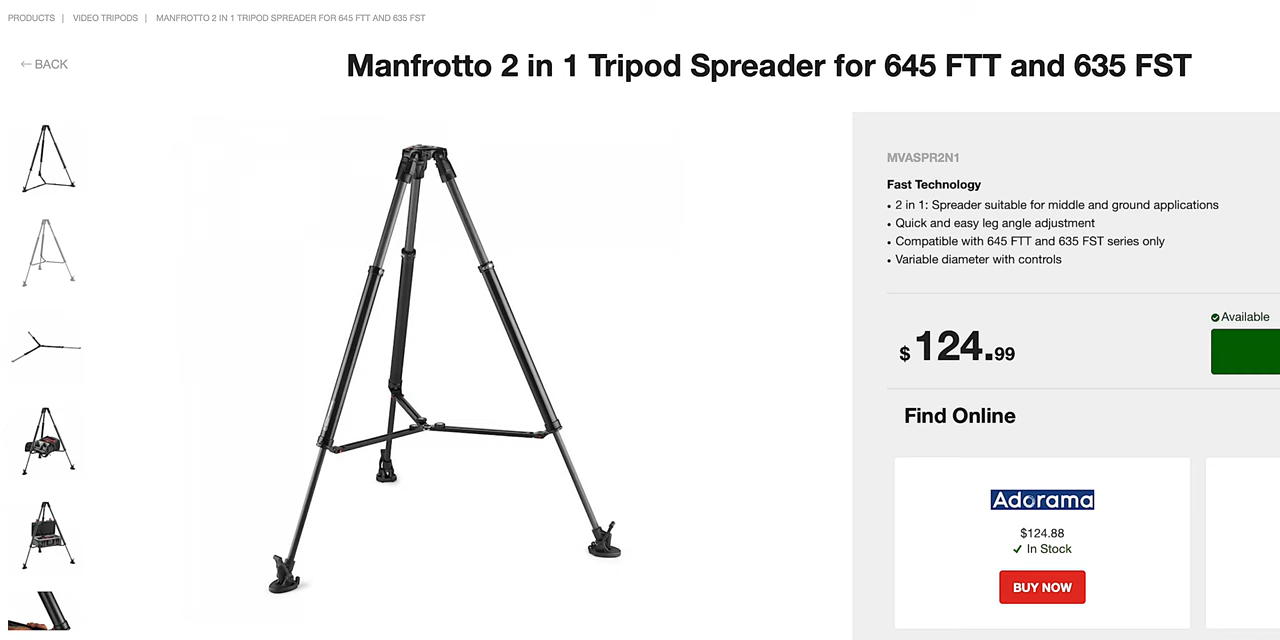 PRODUCTS | VIDEO TRIPODS | MANFROTTO 2 IN 1 TRIPOD SPREADER FOR 645 FTT AND 635 FST
← BACK
Manfrotto 2 in 1 Tripod Spreader for 645 FTT and 635 FST
MVASPR2N1
Fast Technology
• 2 in 1: Spreader suitable for middle and ground applications
• Quick and easy leg angle adjustment
• Compatible with 645 FTT and 635 FST series only
• Variable diameter with controls
Available
$124.99
Find Online
Adorama
$124.88
✓ In Stock
BUY NOW